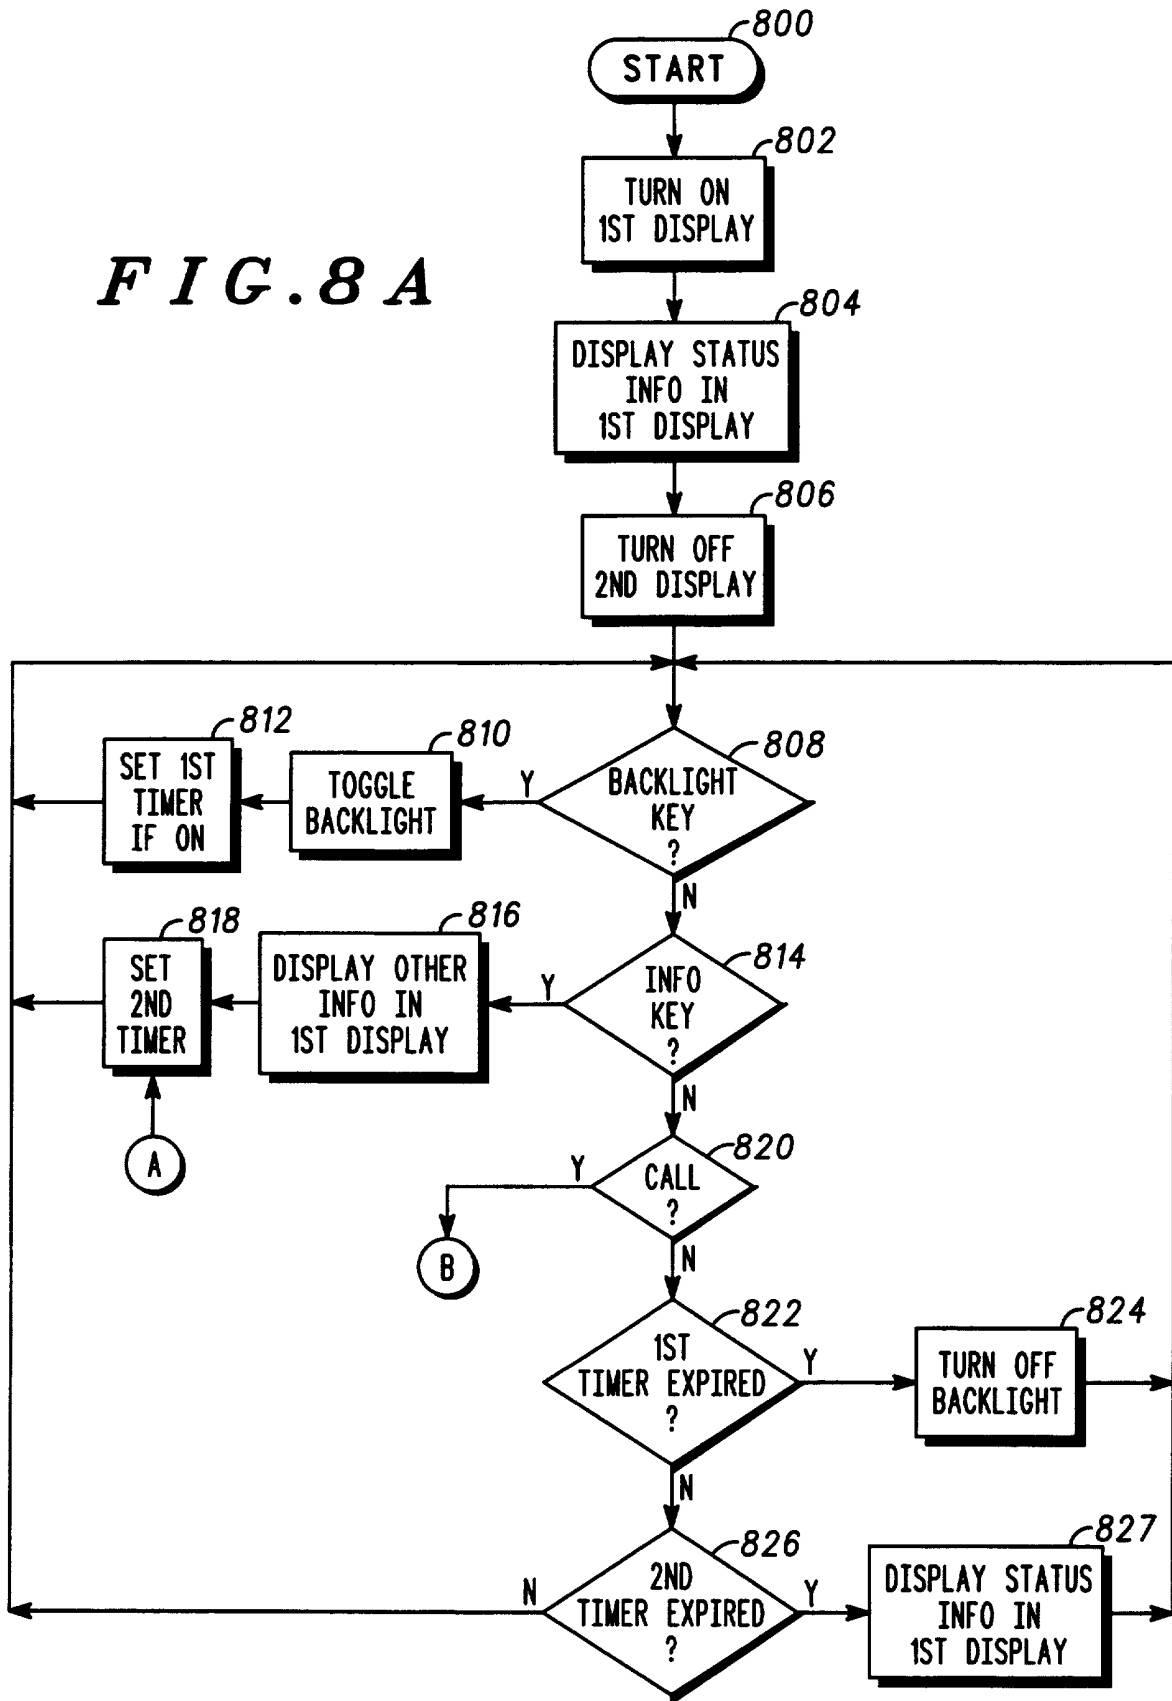 800
START
802
TURN ON
1ST DISPLAY
FIG.8A
804
DISPLAY STATUS
INFO IN
1ST DISPLAY
806
TURN OFF
2ND DISPLAY
812
SET 1ST
TIMER
IF ON
810
TOGGLE
BACKLIGHT
Y
808
BACKLIGHT
KEY
?
N
818
SET
2ND
TIMER
816
DISPLAY OTHER
INFO IN
1ST DISPLAY
Y
814
INFO
KEY
?
N
A
Y
820
CALL
?
B
N
822
1ST
TIMER EXPIRED
?
Y
824
TURN OFF
BACKLIGHT
N
826
N
2ND
TIMER EXPIRED
?
Y
827
DISPLAY STATUS
INFO IN
1ST DISPLAY